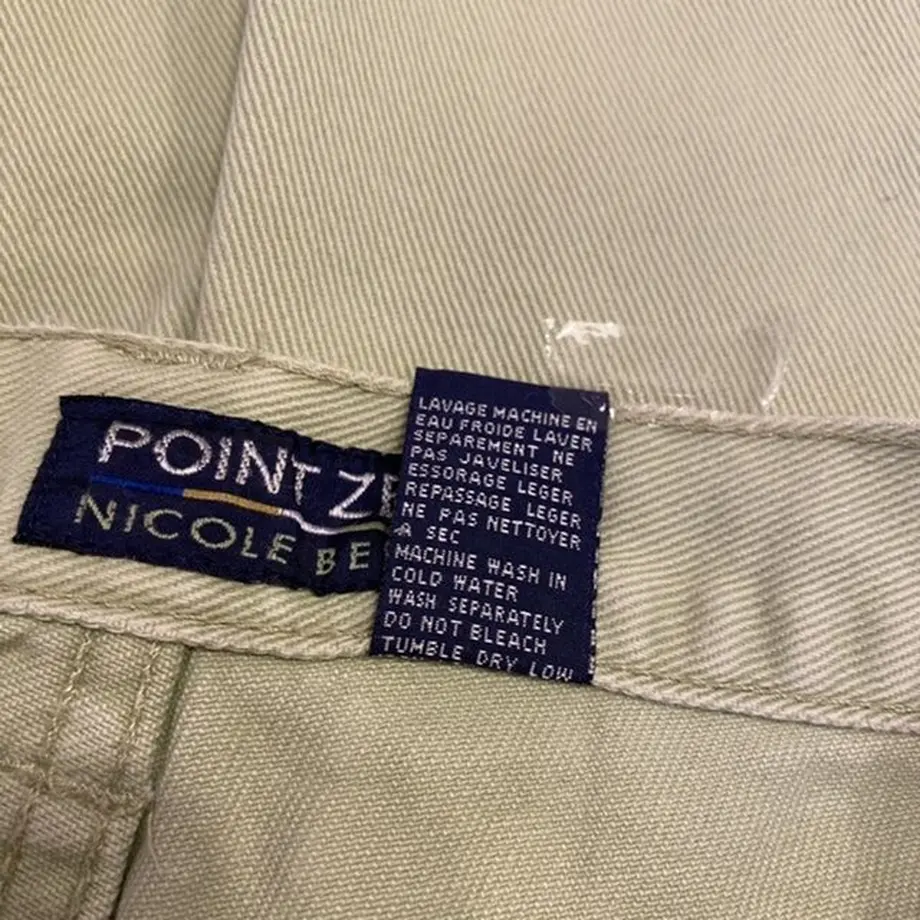 POINT ZE
NICOLE BE
LAVAGE MACHINE EN
EAU FROIDE LAVER
SEPAREMENT NE
PAS JAVELISER
ESSORAGE LEGER
REPASSAGE LEGER
NE PAS NETTOYER
A SEC
MACHINE WASH IN
COLD WATER
WASH SEPARATELY
DO NOT BLEACH
TUMBLE DRY LOW